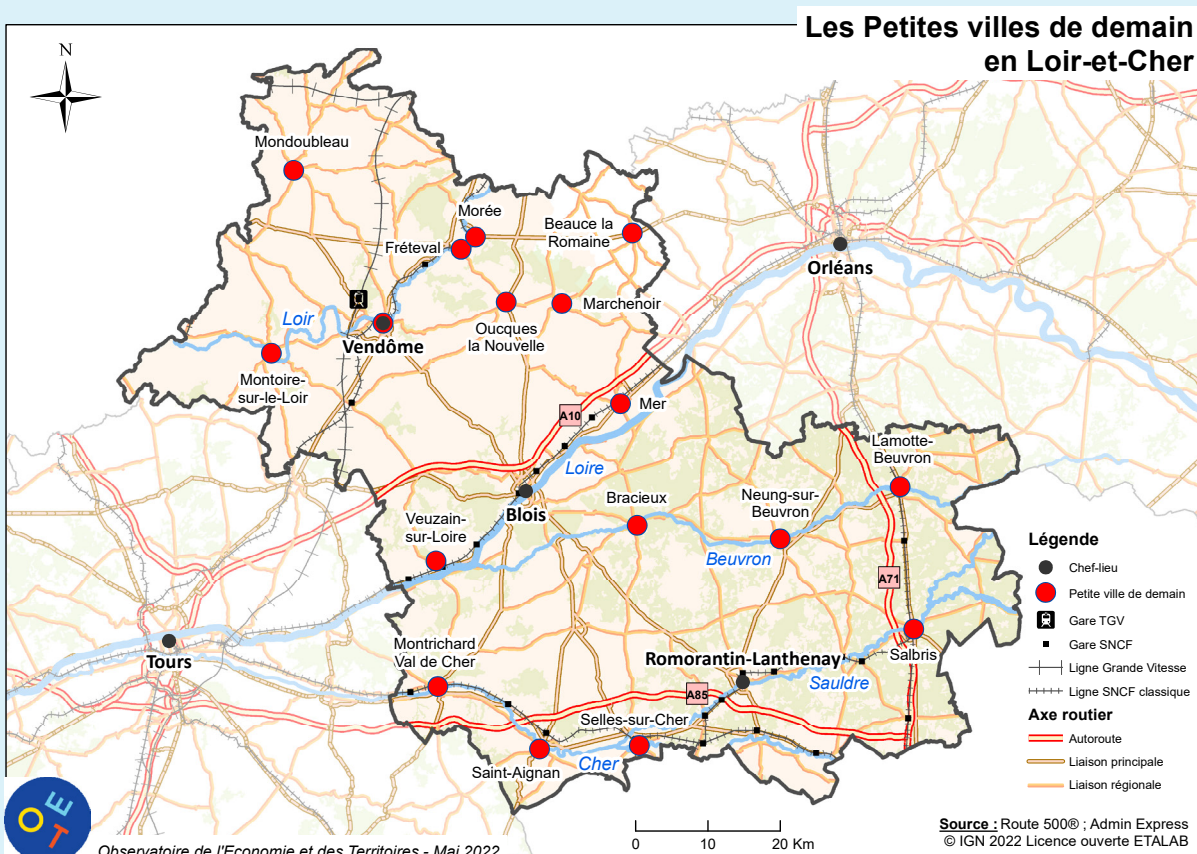 Les Petites villes de demain
en Loir-et-Cher
N
Mondoubleau
Morée
Fréteval
Beauce la
Romaine
Orléans
Marchenoir
Oucques
la Nouvelle
Loir
Vendôme
Montoire-
sur-le-Loir
A10
Mer
Loire
Blois
Lamotte-
Beuvron
Bracieux
Neung-sur-
Beuvron
Beuvron
Veuzain-
sur-Loire
A71
Tours
Montrichard
Val de Cher
Romorantin-Lanthenay
Salbris
Sauldre
A85
Selles-sur-Cher
Saint-Aignan
Cher
Légende
Chef-lieu
Petite ville de demain
Gare TGV
Gare SNCF
Ligne Grande Vitesse
Ligne SNCF classique
Axe routier
Autoroute
Liaison principale
Liaison régionale
OET
Observatoire de l'Economie et des Territoires - Mai 2022
0 10 20 Km
Source : Route 500® ; Admin Express
© IGN 2022 Licence ouverte ETALAB